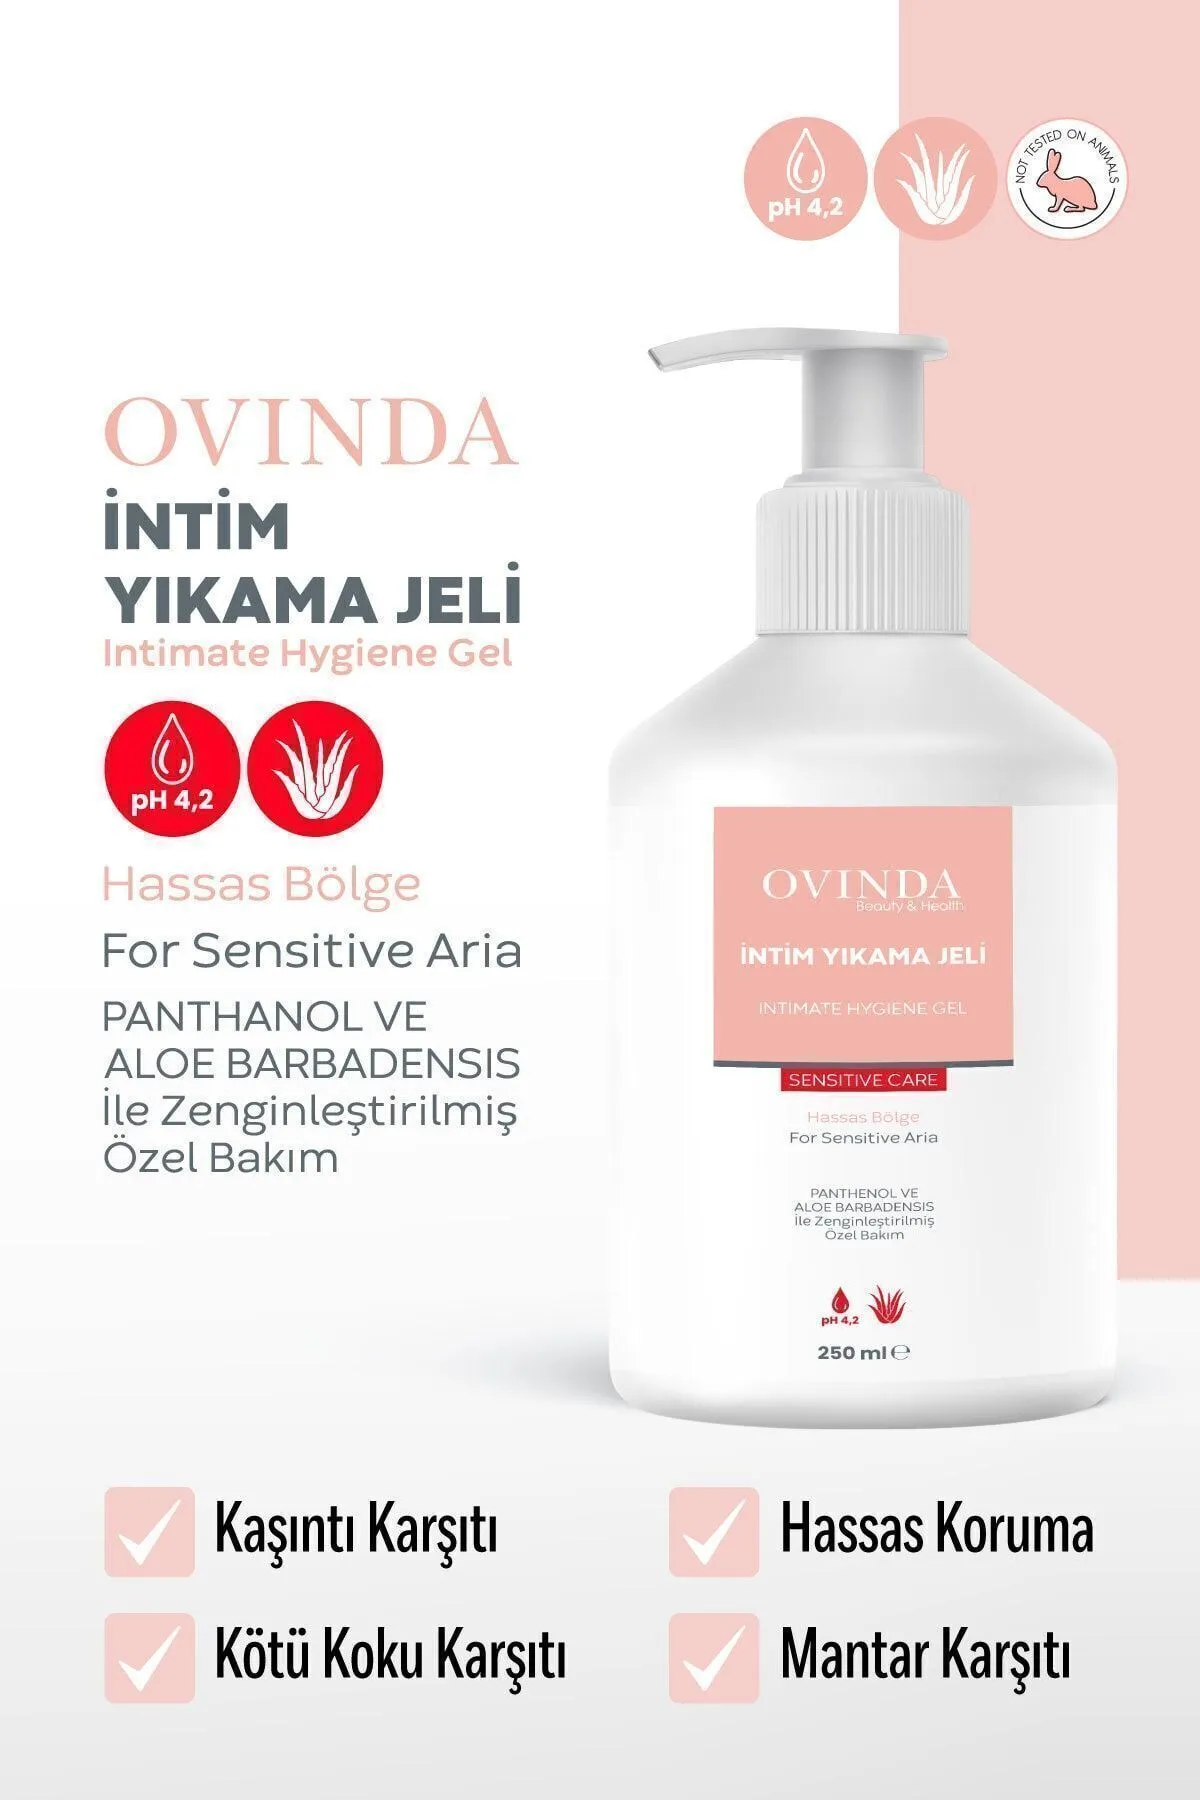 pH 4,2
NOT TESTED ON ANIMALS
OVINDA
İNTİM
YIKAMA JELİ
Intimate Hygiene Gel
pH 4,2
Hassas Bölge
For Sensitive Aria
PANTHANOL VE
ALOE BARBADENSIS
İle Zenginleştirilmiş
Özel Bakım
OVINDA
Beauty & Health
İNTİM YIKAMA JELİ
INTIMATE HYGIENE GEL
SENSITIVE CARE
Hassas Bölge
For Sensitive Aria
PANTHENOL VE
ALOE BARBADENSIS
İle Zenginleştirilmiş
Özel Bakım
pH 4,2
250 ml ℮
Kaşıntı Karşıtı
Hassas Koruma
Kötü Koku Karşıtı
Mantar Karşıtı